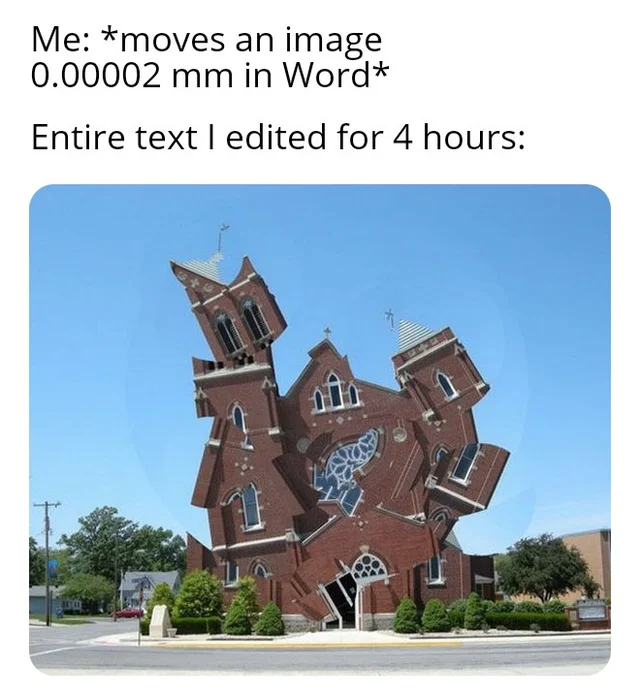 Me: *moves an image
0.00002 mm in Word*
Entire text I edited for 4 hours: